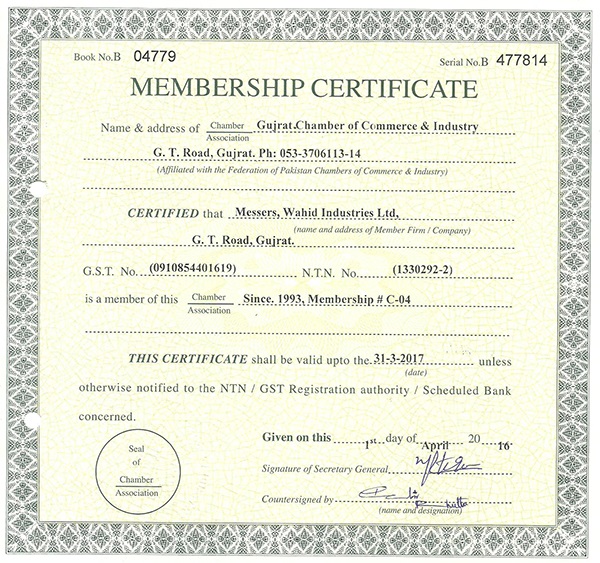 Book No.B 04779
Serial No.B 477814
MEMBERSHIP CERTIFICATE
Name & address of Chamber Association Gujrat.Chamber of Commerce & Industry
G. T. Road, Gujrat. Ph: 053-3706113-14
(Affiliated with the Federation of Pakistan Chambers of Commerce & Industry)
CERTIFIED that Messers, Wahid Industries Ltd,
(name and address of Member Firm / Company)
G. T. Road, Gujrat.
G.S.T. No. (0910854401619) N.T.N. No. (1330292-2)
is a member of this Chamber Association Since. 1993, Membership # C-04
THIS CERTIFICATE shall be valid upto the 31-3-2017 unless
(date)
otherwise notified to the NTN / GST Registration authority / Scheduled Bank
concerned.
Seal
of
Chamber
Association
Given on this 1st day of April 20 16
Signature of Secretary General
Countersigned by
(name and designation)